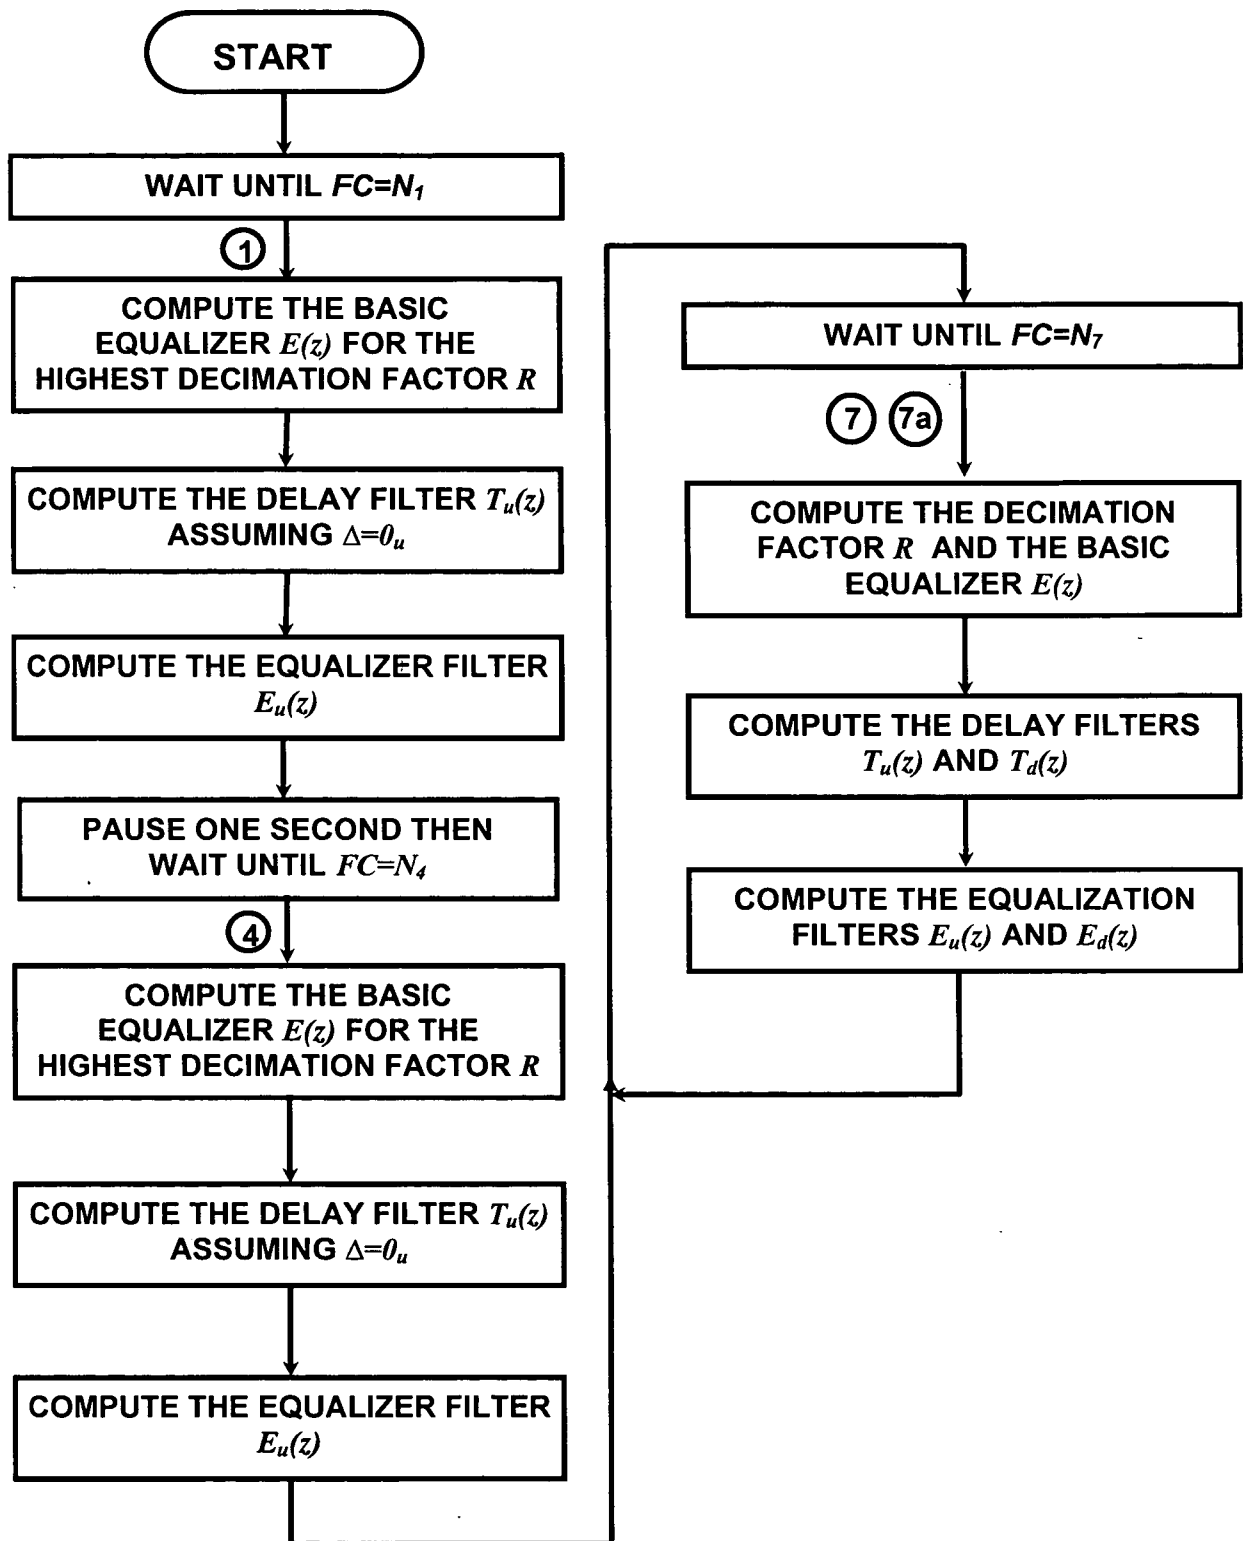 START
WAIT UNTIL FC=N1
1
COMPUTE THE BASIC
EQUALIZER E(z) FOR THE
HIGHEST DECIMATION FACTOR R
COMPUTE THE DELAY FILTER Tu(z)
ASSUMING Δ=0u
COMPUTE THE EQUALIZER FILTER
Eu(z)
PAUSE ONE SECOND THEN
WAIT UNTIL FC=N4
4
COMPUTE THE BASIC
EQUALIZER E(z) FOR THE
HIGHEST DECIMATION FACTOR R
COMPUTE THE DELAY FILTER Tu(z)
ASSUMING Δ=0u
COMPUTE THE EQUALIZER FILTER
Eu(z)
WAIT UNTIL FC=N7
7 7a
COMPUTE THE DECIMATION
FACTOR R AND THE BASIC
EQUALIZER E(z)
COMPUTE THE DELAY FILTERS
Tu(z) AND Td(z)
COMPUTE THE EQUALIZATION
FILTERS Eu(z) AND Ed(z)